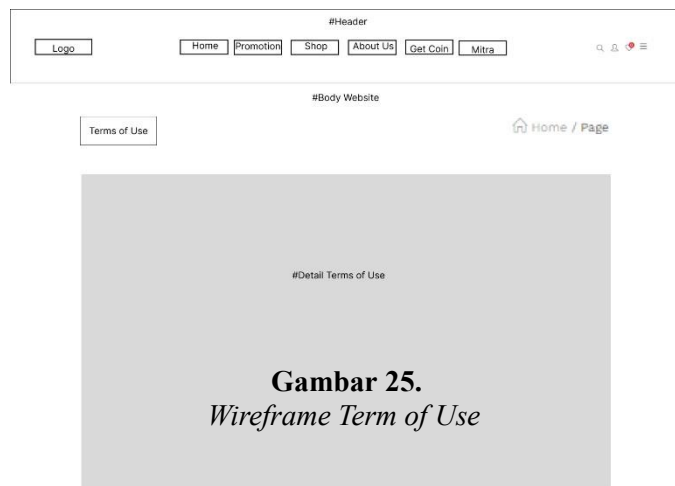 #Header
Logo Home Promotion Shop About Us Get Coin Mitra
#Body Website
Terms of Use Home / Page
#Detail Terms of Use
Gambar 25.
Wireframe Term of Use